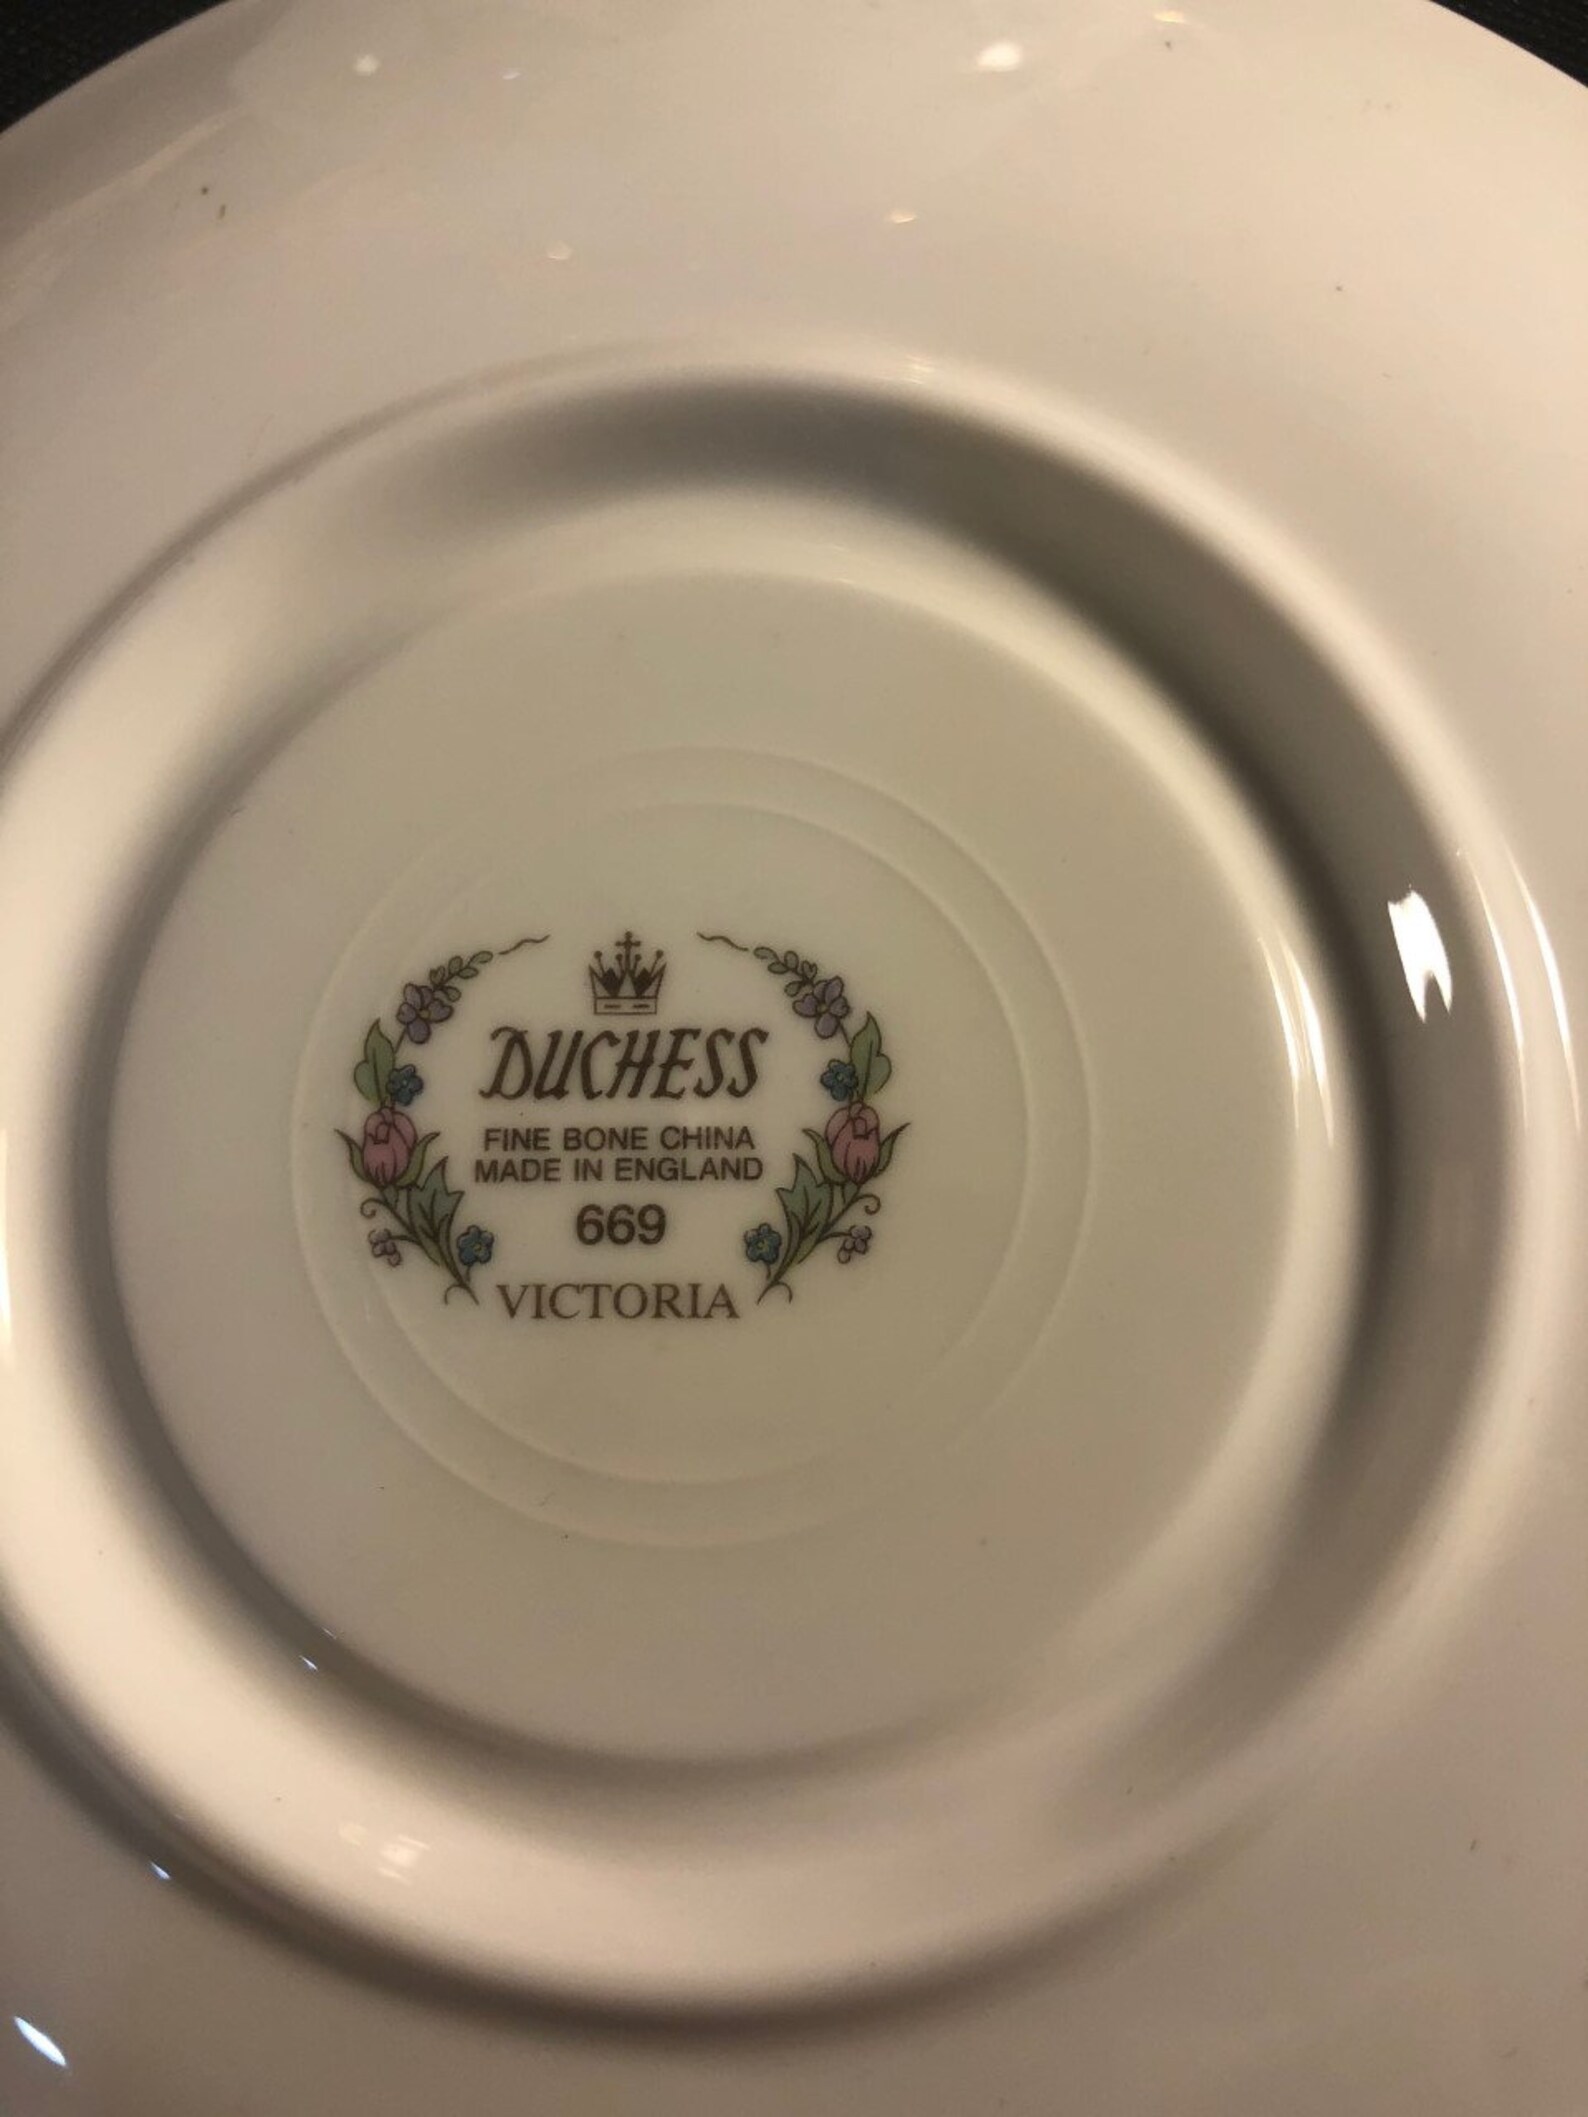 DUCHESS
FINE BONE CHINA
MADE IN ENGLAND
669
VICTORIA